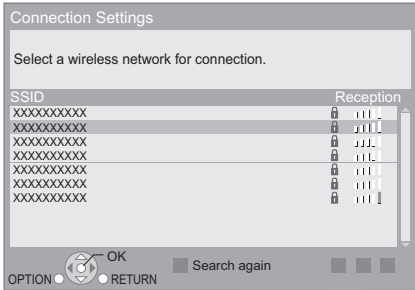 Connection Settings
Select a wireless network for connection.
SSID Reception
XXXXXXXXXX
XXXXXXXXXX
XXXXXXXXXX
XXXXXXXXXX
XXXXXXXXXX
XXXXXXXXXX
XXXXXXXXXX
OK
Search again
OPTION RETURN